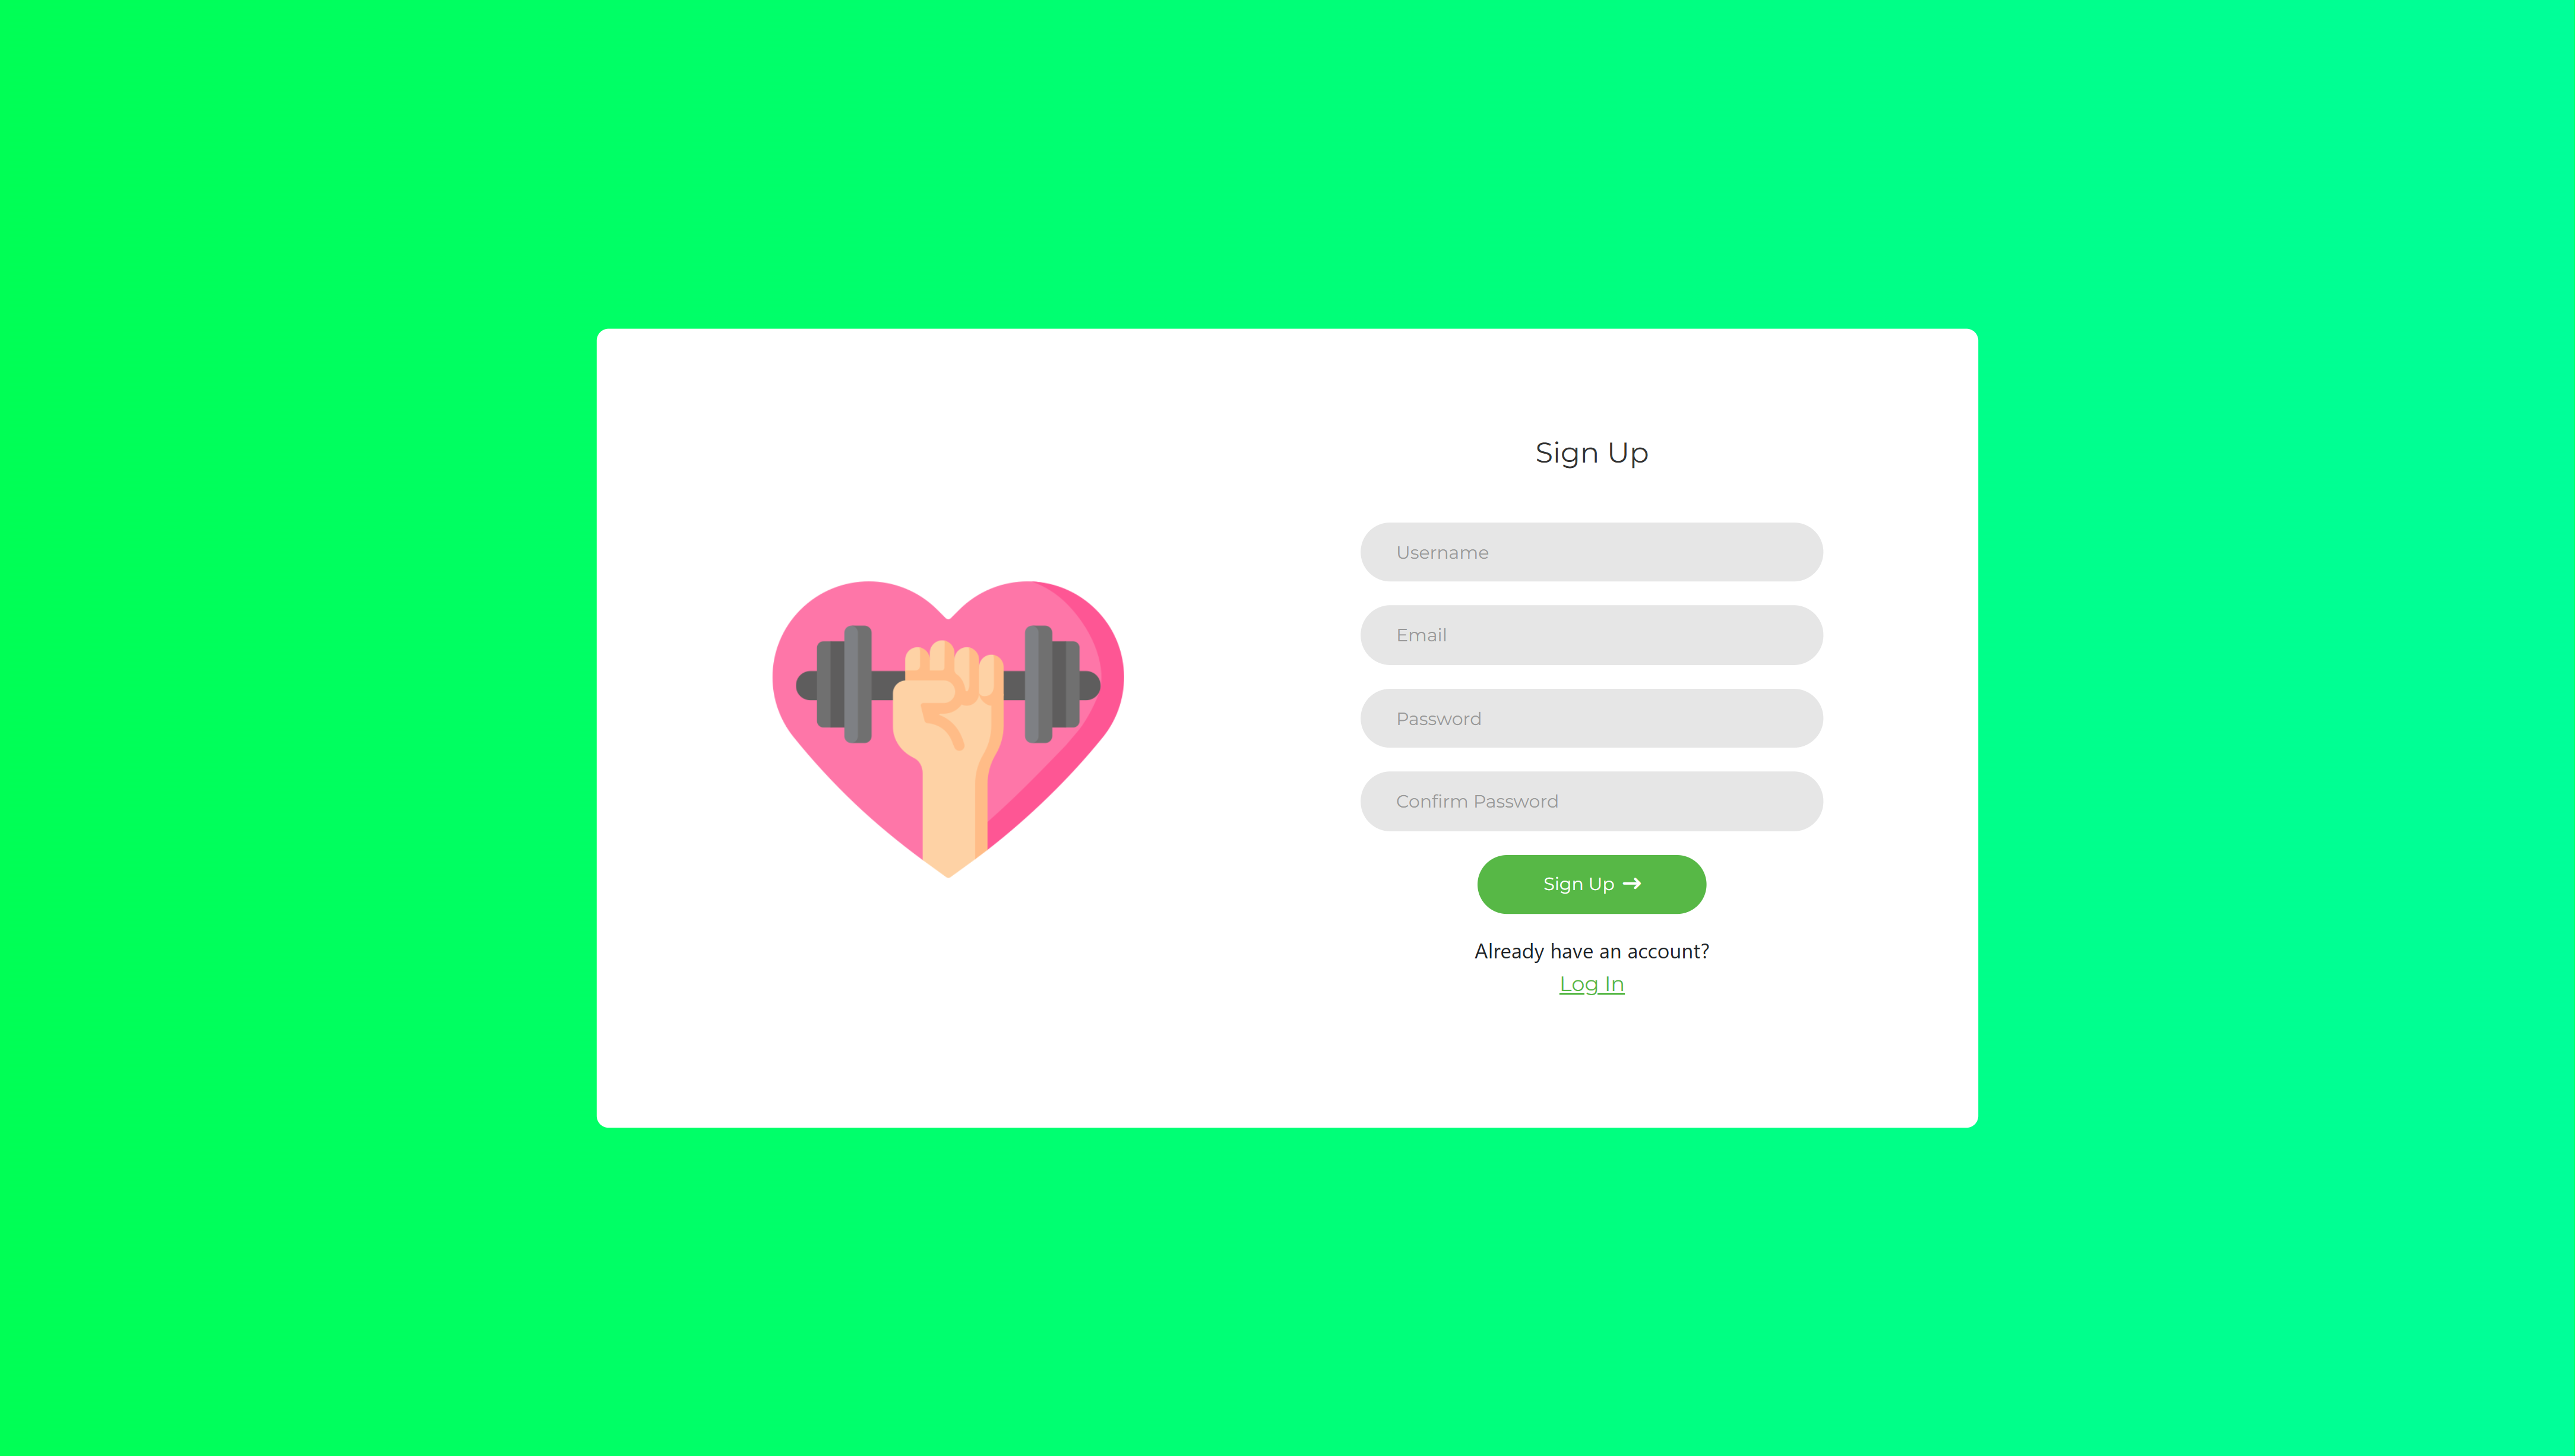 Sign Up
Username
Email
Password
Confirm Password
Sign Up →
Already have an account?
Log In